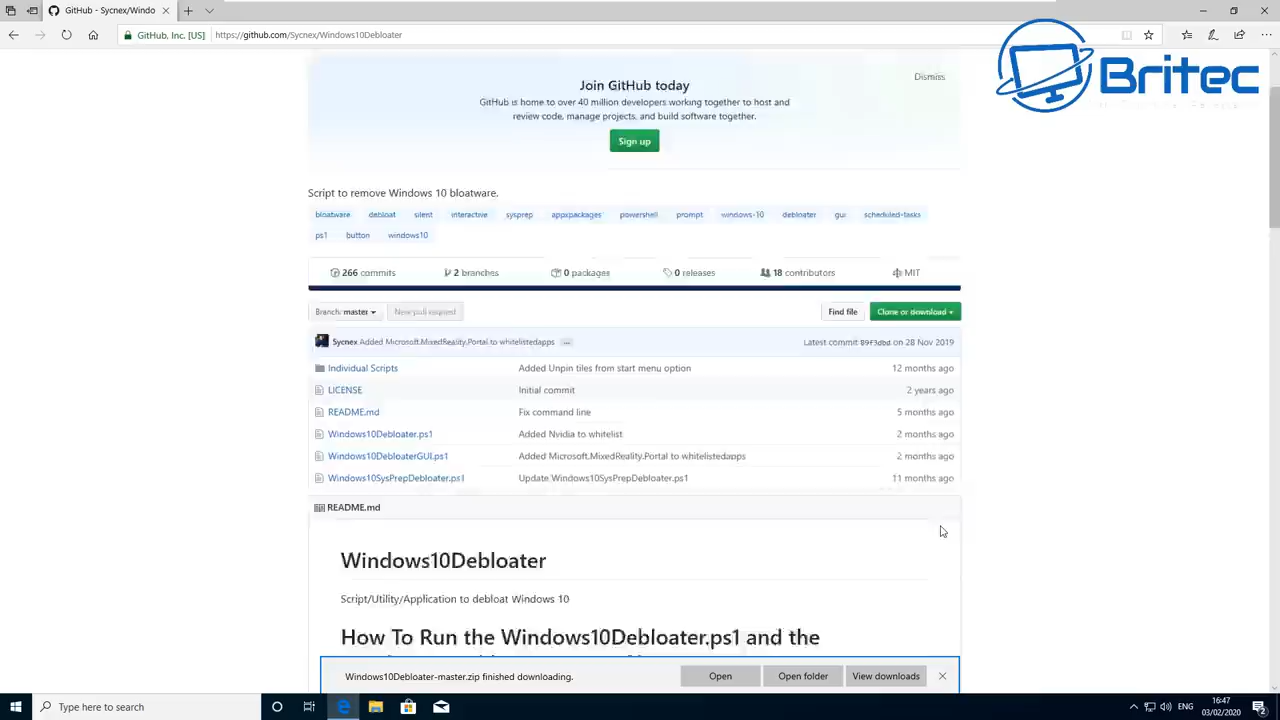 GitHub - Sycnex/Windo
GitHub, Inc. [US]
https://github.com/Sycnex/Windows10Debloater
Britec
Join GitHub today
Dismiss
GitHub is home to over 40 million developers working together to host and
review code, manage projects, and build software together.
Sign up
Script to remove Windows 10 bloatware.
bloatware debloat silent interactive sysprep appxpackages powershell prompt windows-10 debloater gui scheduled-tasks
ps1 button windows10
266 commits 2 branches 0 packages 0 releases 18 contributors MIT
Branch: master New pull request Find file Clone or download
Sycnex Added Microsoft.MixedReality.Portal to whitelistedapps ... Latest commit 89f3dbd on 28 Nov 2019
Individual Scripts Added Unpin tiles from start menu option 12 months ago
LICENSE Initial commit 2 years ago
README.md Fix command line 5 months ago
Windows10Debloater.ps1 Added Nvidia to whitelist 2 months ago
Windows10DebloaterGUI.ps1 Added Microsoft.MixedReality.Portal to whitelistedapps 2 months ago
Windows10SysPrepDebloater.ps1 Update Windows10SysPrepDebloater.ps1 11 months ago
README.md
Windows10Debloater
Script/Utility/Application to debloat Windows 10
How To Run the Windows10Debloater.ps1 and the
Windows10Debloater-master.zip finished downloading.
Open
Open folder
View downloads
Type here to search
ENG
16:47
03/02/2020
2